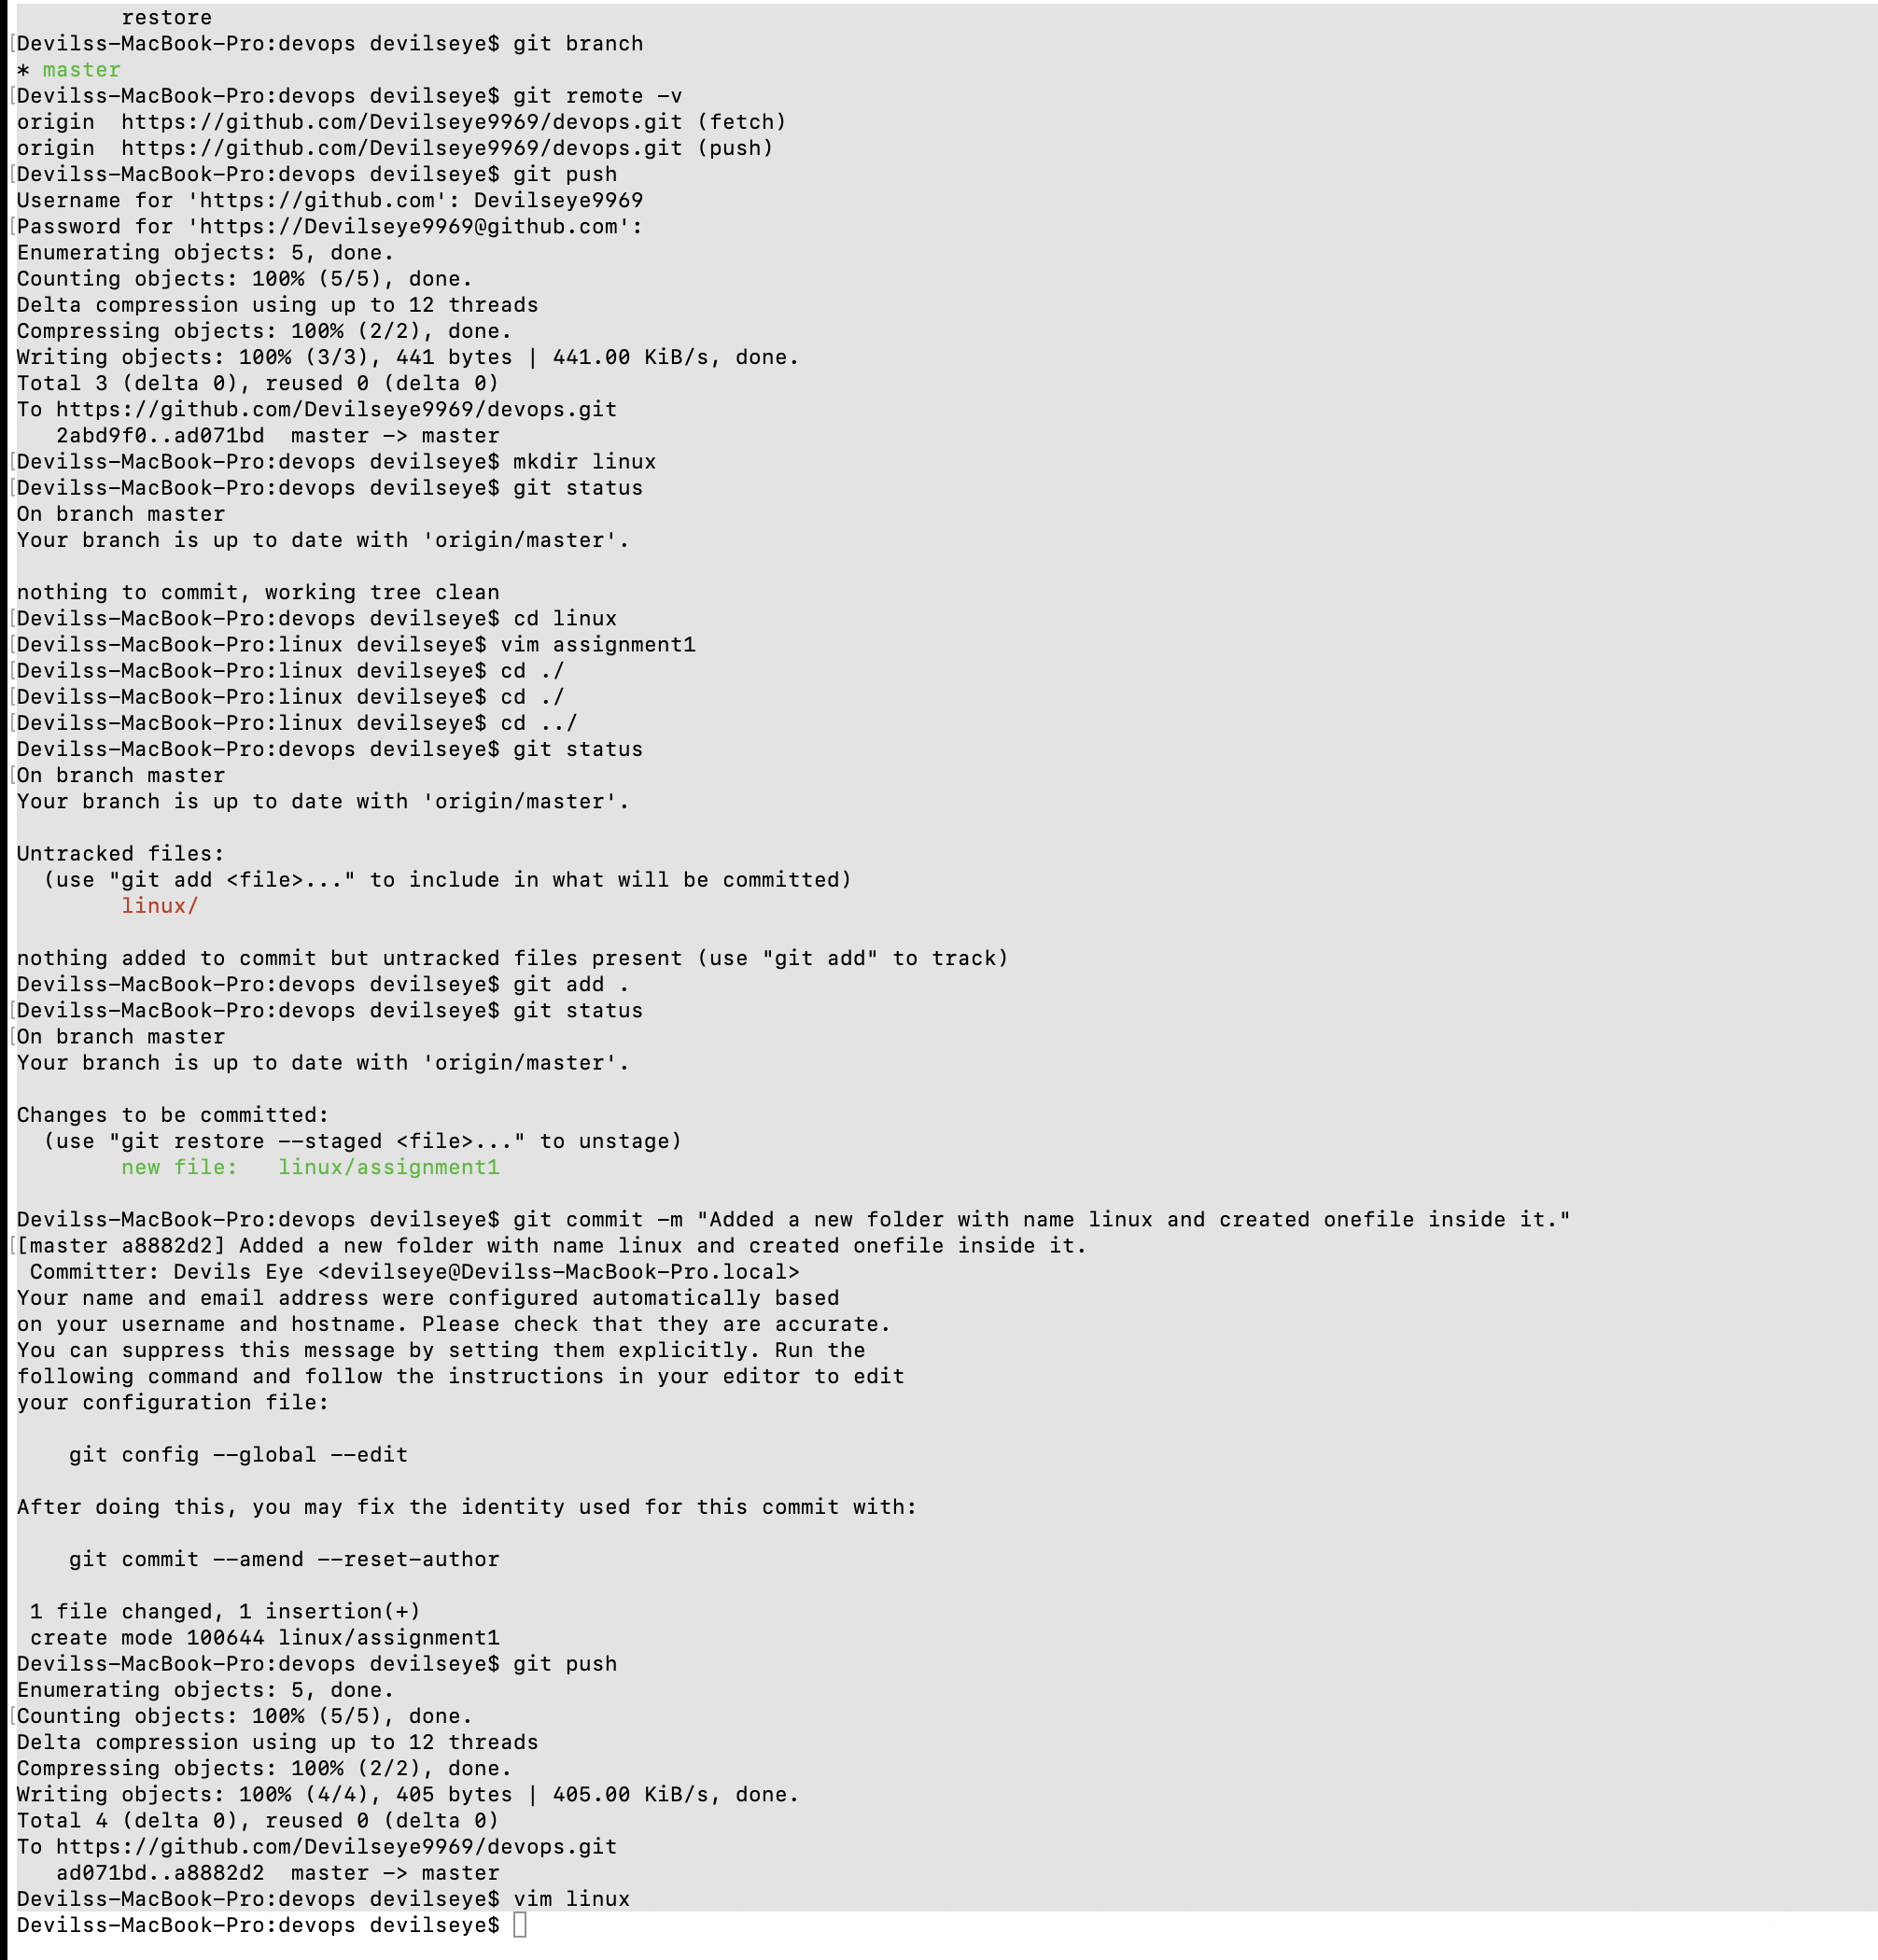 restore
[Devilss-MacBook-Pro:devops devilseye$ git branch
* master
[Devilss-MacBook-Pro:devops devilseye$ git remote -v
origin  https://github.com/Devilseye9969/devops.git (fetch)
origin  https://github.com/Devilseye9969/devops.git (push)
[Devilss-MacBook-Pro:devops devilseye$ git push
Username for 'https://github.com': Devilseye9969
[Password for 'https://Devilseye9969@github.com':
Enumerating objects: 5, done.
Counting objects: 100% (5/5), done.
Delta compression using up to 12 threads
Compressing objects: 100% (2/2), done.
Writing objects: 100% (3/3), 441 bytes | 441.00 KiB/s, done.
Total 3 (delta 0), reused 0 (delta 0)
To https://github.com/Devilseye9969/devops.git
   2abd9f0..ad071bd  master -> master
[Devilss-MacBook-Pro:devops devilseye$ mkdir linux
[Devilss-MacBook-Pro:devops devilseye$ git status
On branch master
Your branch is up to date with 'origin/master'.

nothing to commit, working tree clean
[Devilss-MacBook-Pro:devops devilseye$ cd linux
[Devilss-MacBook-Pro:linux devilseye$ vim assignment1
[Devilss-MacBook-Pro:linux devilseye$ cd ./
[Devilss-MacBook-Pro:linux devilseye$ cd ./
[Devilss-MacBook-Pro:linux devilseye$ cd ../
Devilss-MacBook-Pro:devops devilseye$ git status
[On branch master
Your branch is up to date with 'origin/master'.

Untracked files:
  (use "git add <file>..." to include in what will be committed)
        linux/

nothing added to commit but untracked files present (use "git add" to track)
Devilss-MacBook-Pro:devops devilseye$ git add .
[Devilss-MacBook-Pro:devops devilseye$ git status
[On branch master
Your branch is up to date with 'origin/master'.

Changes to be committed:
  (use "git restore --staged <file>..." to unstage)
        new file:   linux/assignment1

Devilss-MacBook-Pro:devops devilseye$ git commit -m "Added a new folder with name linux and created onefile inside it."
[[master a8882d2] Added a new folder with name linux and created onefile inside it.
 Committer: Devils Eye <devilseye@Devilss-MacBook-Pro.local>
Your name and email address were configured automatically based
on your username and hostname. Please check that they are accurate.
You can suppress this message by setting them explicitly. Run the
following command and follow the instructions in your editor to edit
your configuration file:

    git config --global --edit

After doing this, you may fix the identity used for this commit with:

    git commit --amend --reset-author

 1 file changed, 1 insertion(+)
 create mode 100644 linux/assignment1
Devilss-MacBook-Pro:devops devilseye$ git push
Enumerating objects: 5, done.
[Counting objects: 100% (5/5), done.
Delta compression using up to 12 threads
Compressing objects: 100% (2/2), done.
Writing objects: 100% (4/4), 405 bytes | 405.00 KiB/s, done.
Total 4 (delta 0), reused 0 (delta 0)
To https://github.com/Devilseye9969/devops.git
   ad071bd..a8882d2  master -> master
Devilss-MacBook-Pro:devops devilseye$ vim linux
Devilss-MacBook-Pro:devops devilseye$